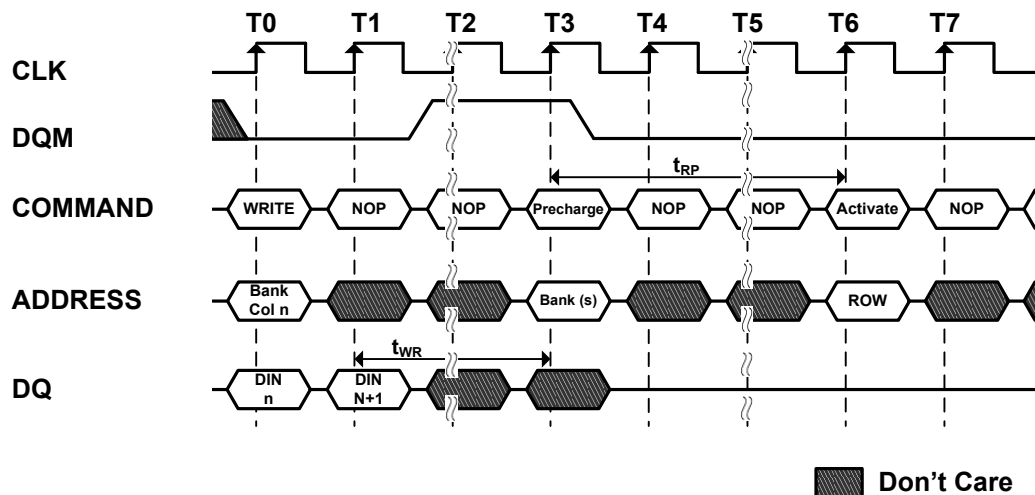 T0 T1 T2 T3 T4 T5 T6 T7
CLK
DQM
tRP
COMMAND WRITE NOP NOP Precharge NOP NOP Activate NOP
ADDRESS Bank Col n Bank (s) ROW
tWR
DQ DIN n DIN N+1
Don't Care